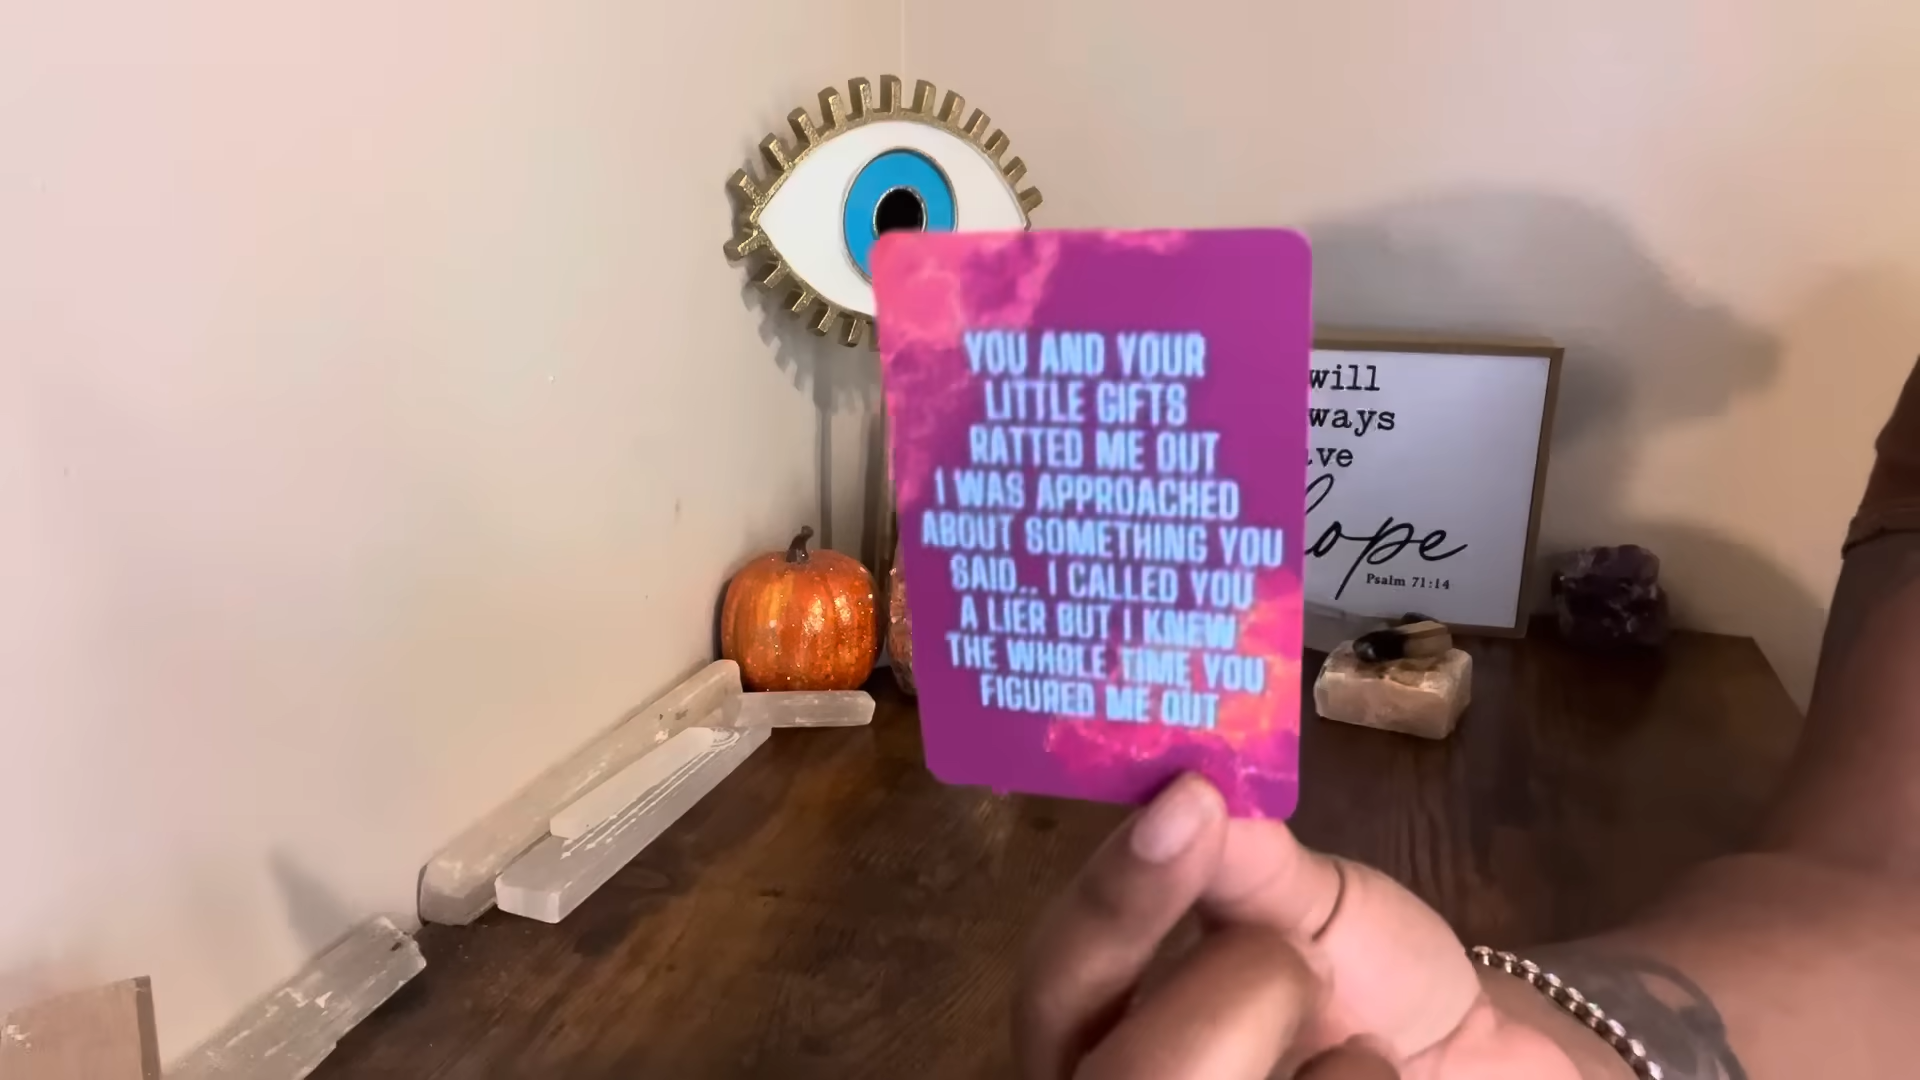 YOU AND YOUR
LITTLE GIFTS
RATTED ME OUT
I WAS APPROACHED
ABOUT SOMETHING YOU
SAID.. I CALLED YOU
A LIER BUT I KNEW
THE WHOLE TIME YOU
FIGURED ME OUT
will
ways
ve
hope
Psalm 71:14